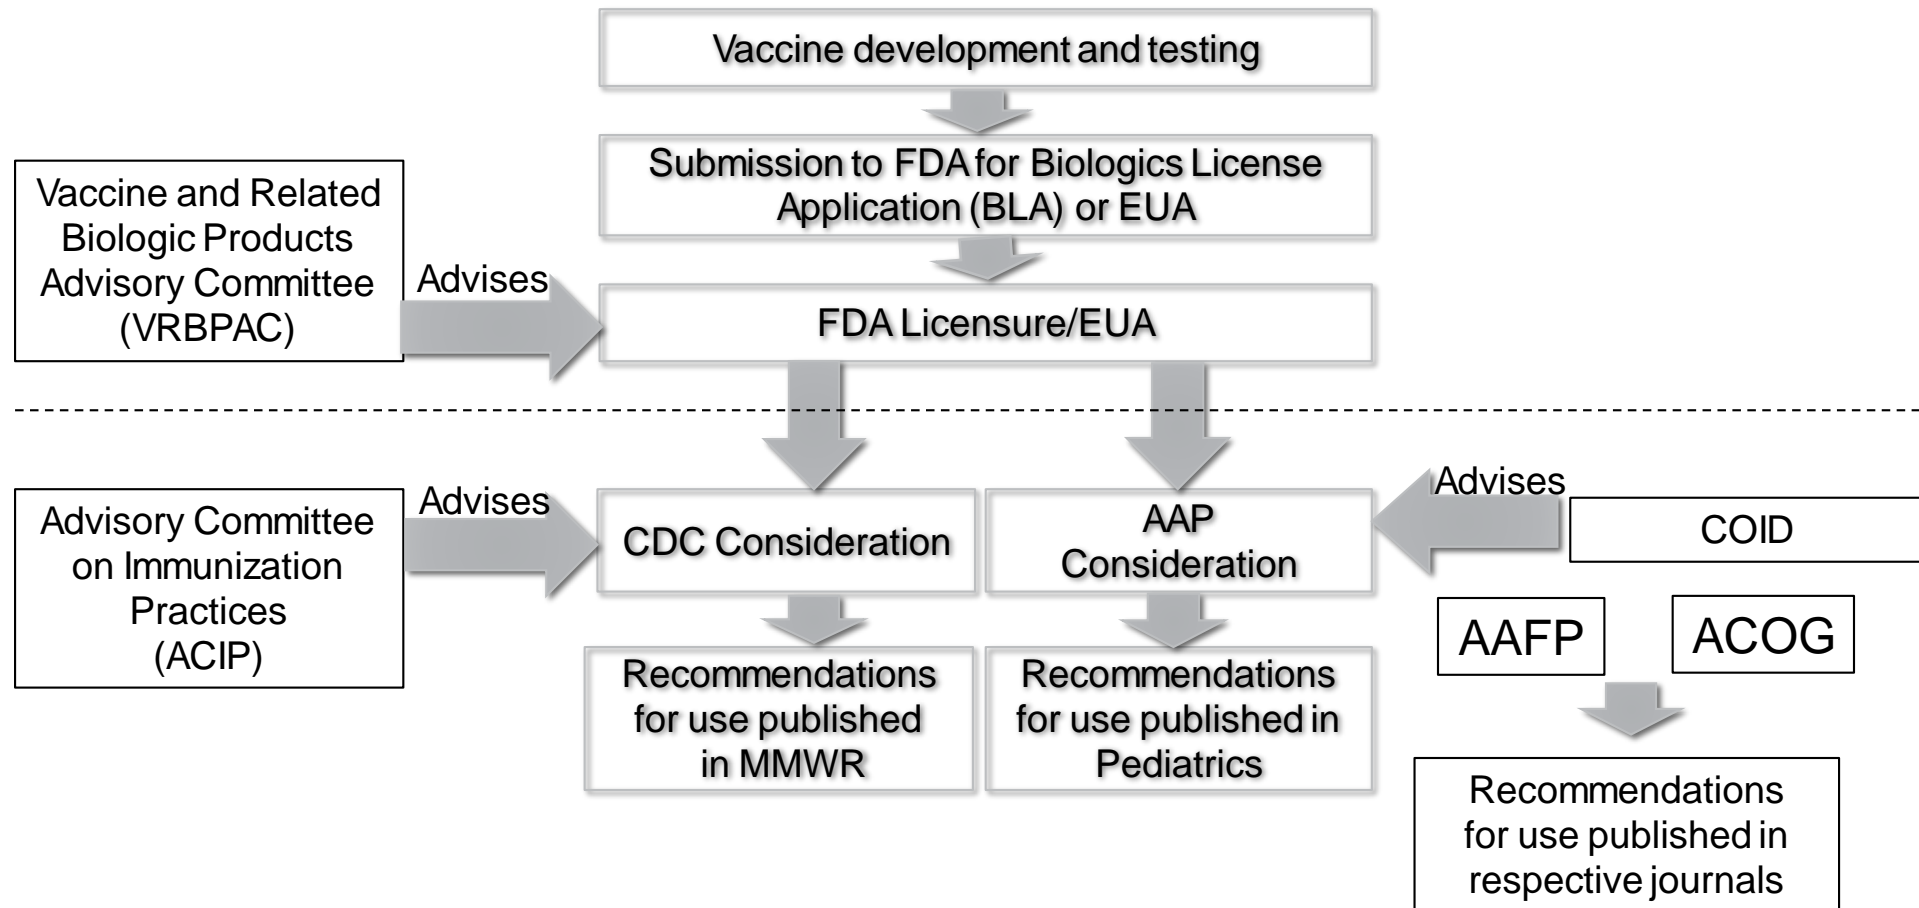 Vaccine development and testing
Submission to FDA for Biologics License
Application (BLA) or EUA
Vaccine and Related
Biologic Products
Advisory Committee
(VRBPAC)
Advises
FDA Licensure/EUA
Advisory Committee
on Immunization
Practices
(ACIP)
Advises
CDC Consideration
AAP
Consideration
Advises
COID
AAFP
ACOG
Recommendations
for use published
in MMWR
Recommendations
for use published in
Pediatrics
Recommendations
for use published in
respective journals